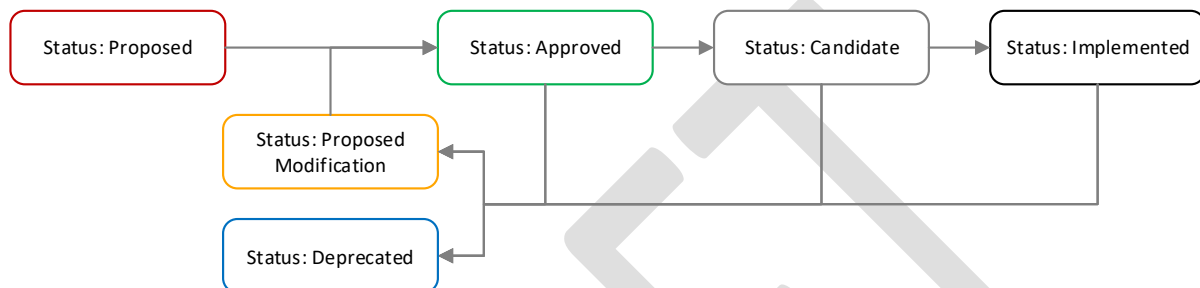 Status: Proposed
Status: Approved
Status: Candidate
Status: Implemented
Status: Proposed
Modification
Status: Deprecated